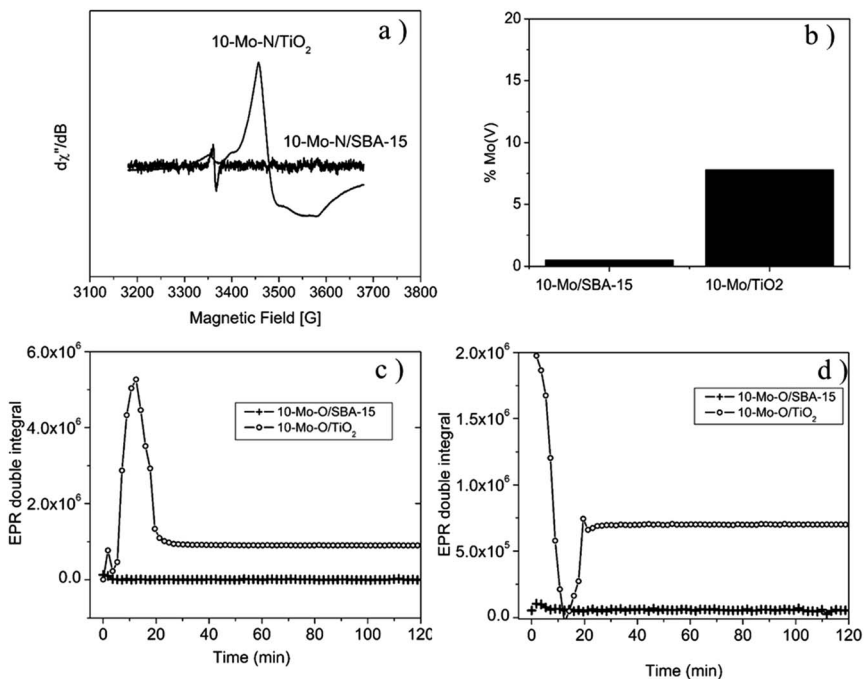 a )
10-Mo-N/TiO2
10-Mo-N/SBA-15
dχ''/dB
3100 3200 3300 3400 3500 3600 3700 3800
Magnetic Field [G]
b )
20
15
10
5
0
% Mo(V)
10-Mo/SBA-15 10-Mo/TiO2
c )
6.0x10^6
4.0x10^6
2.0x10^6
0.0
EPR double integral
10-Mo-O/SBA-15
10-Mo-O/TiO2
0 20 40 60 80 100 120
Time (min)
d )
2.0x10^6
1.5x10^6
1.0x10^6
5.0x10^5
0.0
EPR double integral
10-Mo-O/SBA-15
10-Mo-O/TiO2
0 20 40 60 80 100 120
Time (min)